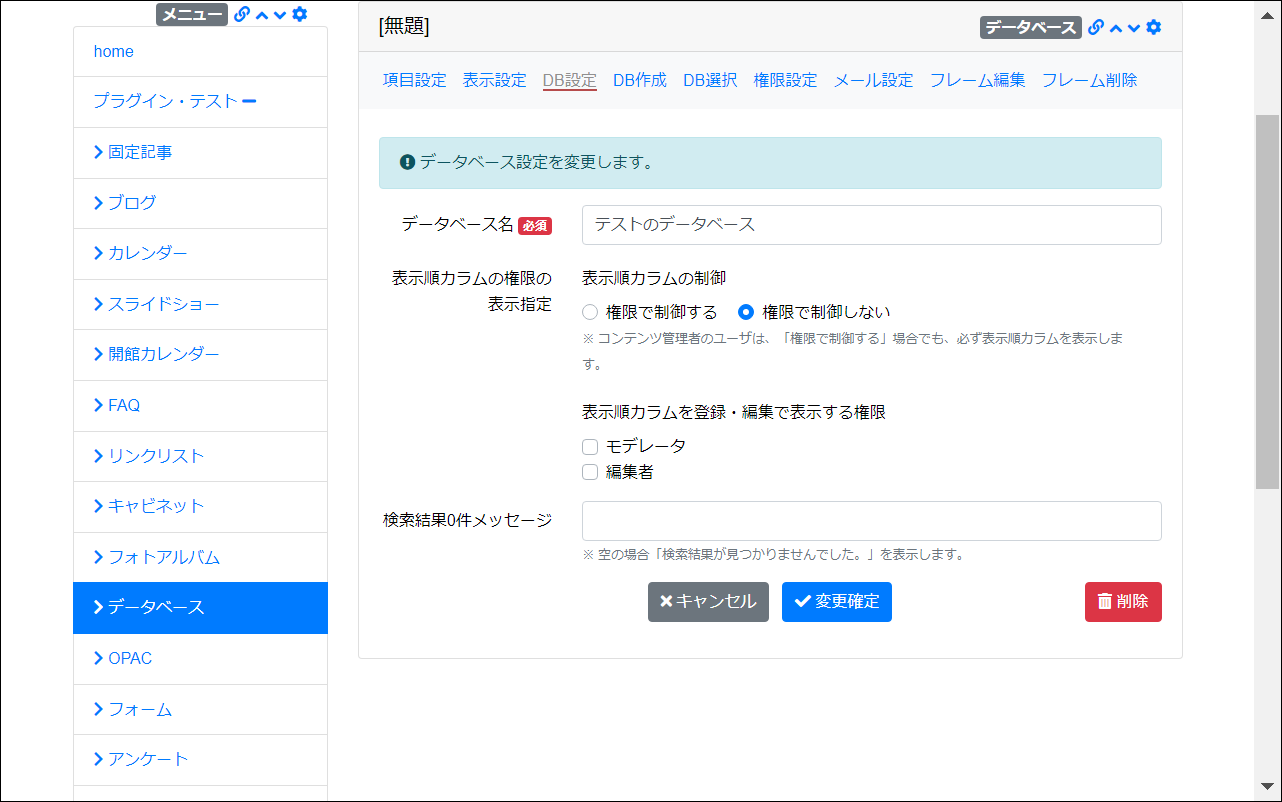 メニュー
home
プラグイン・テスト
固定記事
ブログ
カレンダー
スライドショー
開館カレンダー
FAQ
リンクリスト
キャビネット
フォトアルバム
データベース
OPAC
フォーム
アンケート
[無題]
データベース
項目設定 表示設定 DB設定 DB作成 DB選択 権限設定 メール設定 フレーム編集 フレーム削除
データベース設定を変更します。
データベース名 必須
テストのデータベース
表示順カラムの権限の
表示指定
表示順カラムの制御
権限で制御する 権限で制御しない
※ コンテンツ管理者のユーザは、「権限で制御する」場合でも、必ず表示順カラムを表示しま
す。
表示順カラムを登録・編集で表示する権限
モデレータ
編集者
検索結果0件メッセージ
※ 空の場合「検索結果が見つかりませんでした。」を表示します。
キャンセル 変更確定 削除